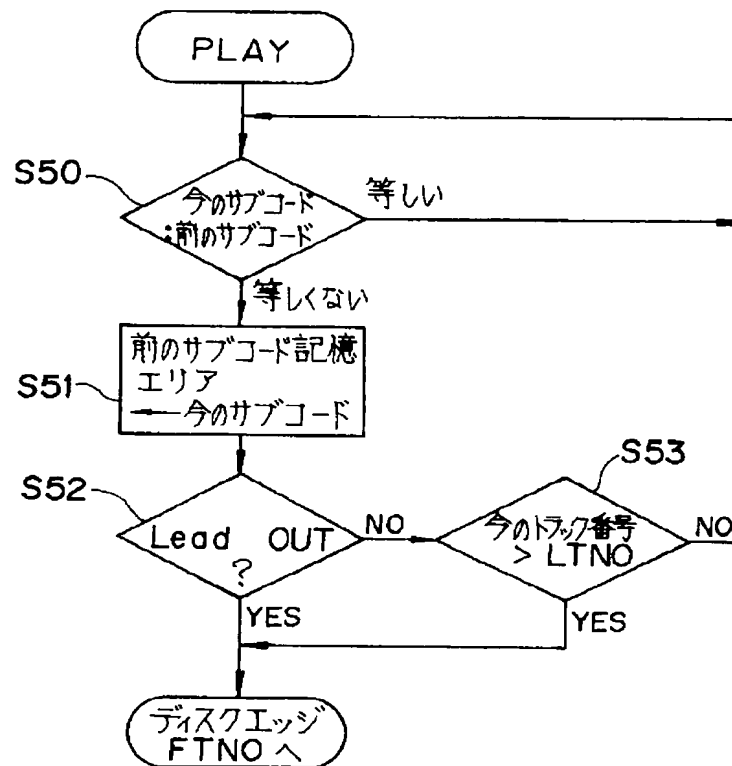 PLAY
S50
今のサブコード
:前のサブコード
等しい
等しくない
S51
前のサブコード記憶
エリア
←今のサブコード
S52
Lead OUT
?
NO
YES
S53
今のトラック番号
> LTNO
NO
YES
ディスクエッジ
FTNOへ